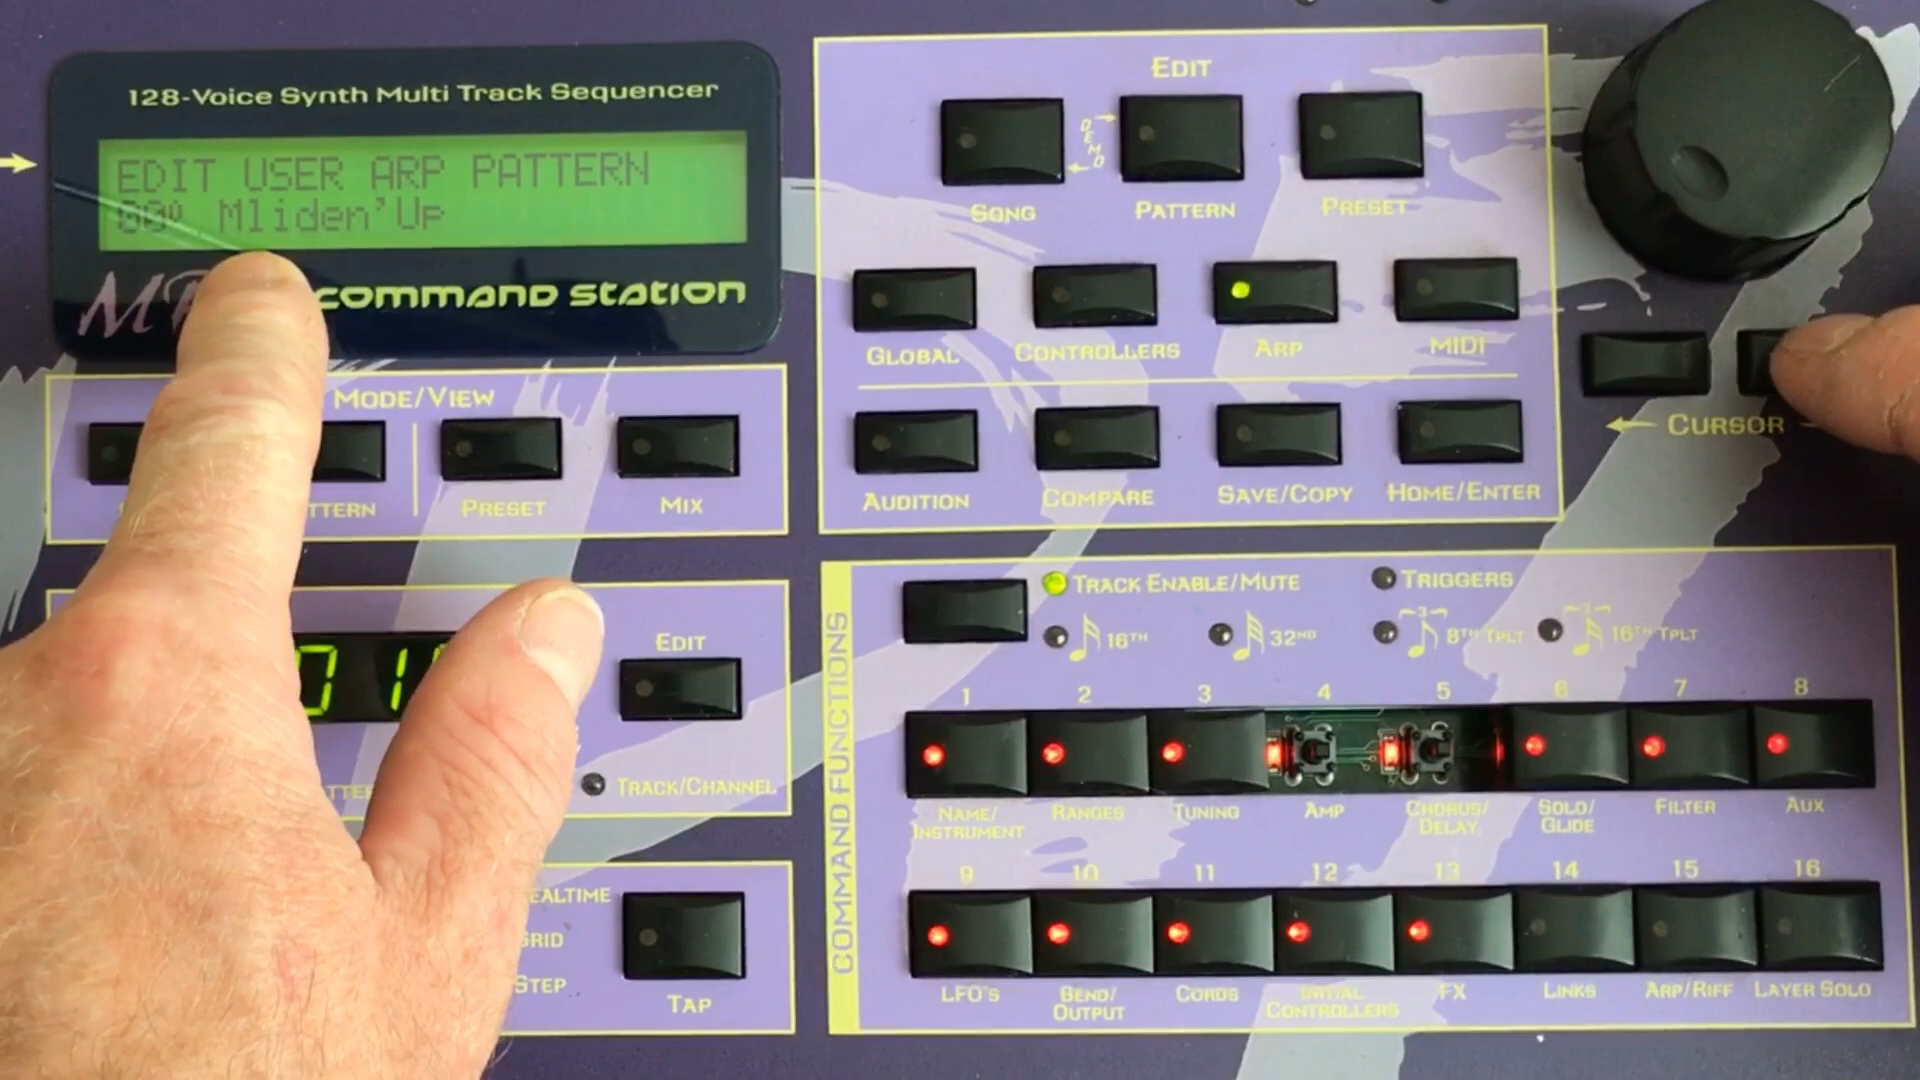 128-Voice Synth Multi Track Sequencer
EDIT USER ARP PATTERN
Mliden'Up
COMMAND STATION
MODE/VIEW
PRESET
MIX
EDIT
TRACK/CHANNEL
STEP
TAP
EDIT
DEMO
SONG
PATTERN
PRESET
GLOBAL
CONTROLLERS
ARP
MIDI
AUDITION
COMPARE
SAVE/COPY
HOME/ENTER
← CURSOR
COMMAND FUNCTIONS
TRACK ENABLE/MUTE
TRIGGERS
16TH
32ND
3 8TH TPLT
3 16TH TPLT
1 2 3 4 5 6 7 8
NAME/
INSTRUMENT
RANGES
TUNING
AMP
CHORUS/
DELAY
SOLO/
GLIDE
FILTER
AUX
9 10 11 12 13 14 15 16
LFO'S
BEND/
OUTPUT
CORDS
INITIAL
CONTROLLERS
FX
LINKS
ARP/RIFF
LAYER SOLO